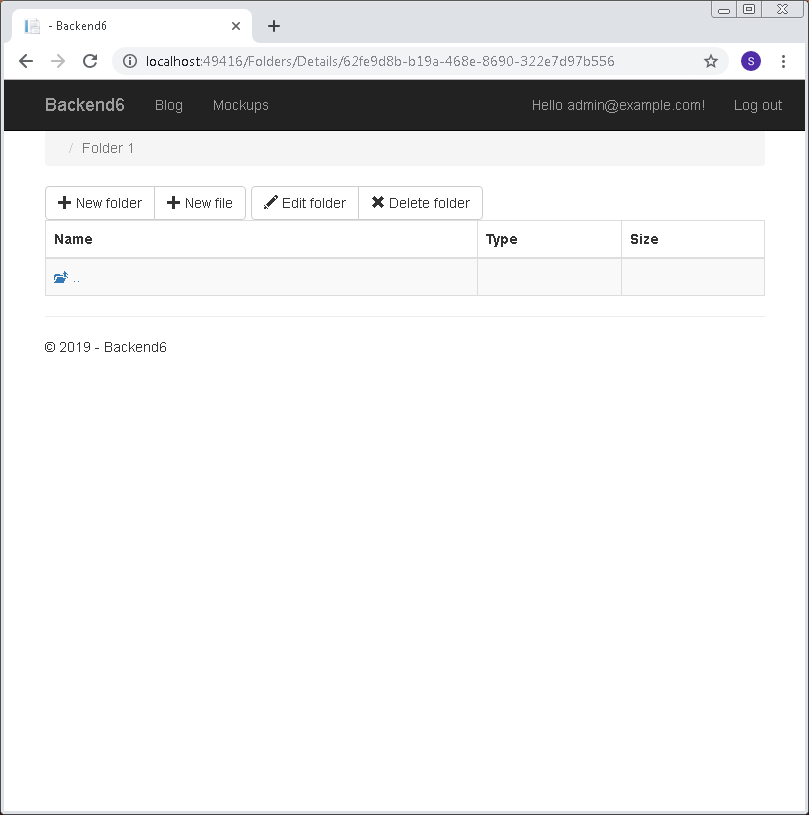 - Backend6
localhost:49416/Folders/Details/62fe9d8b-b19a-468e-8690-322e7d97b556
S
Backend6 Blog Mockups Hello admin@example.com! Log out
/ Folder 1
New folder New file Edit folder Delete folder
Name Type Size
..
© 2019 - Backend6